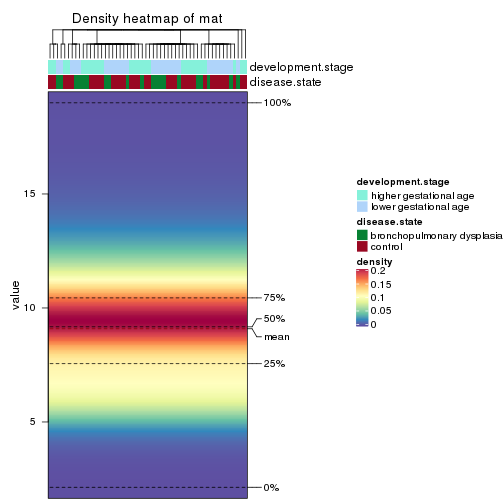 Density heatmap of mat
development.stage
disease.state
100%
15
10
5
value
75%
50%
mean
25%
0%
development.stage
higher gestational age
lower gestational age
disease.state
bronchopulmonary dysplasia
control
density
0.2
0.15
0.1
0.05
0